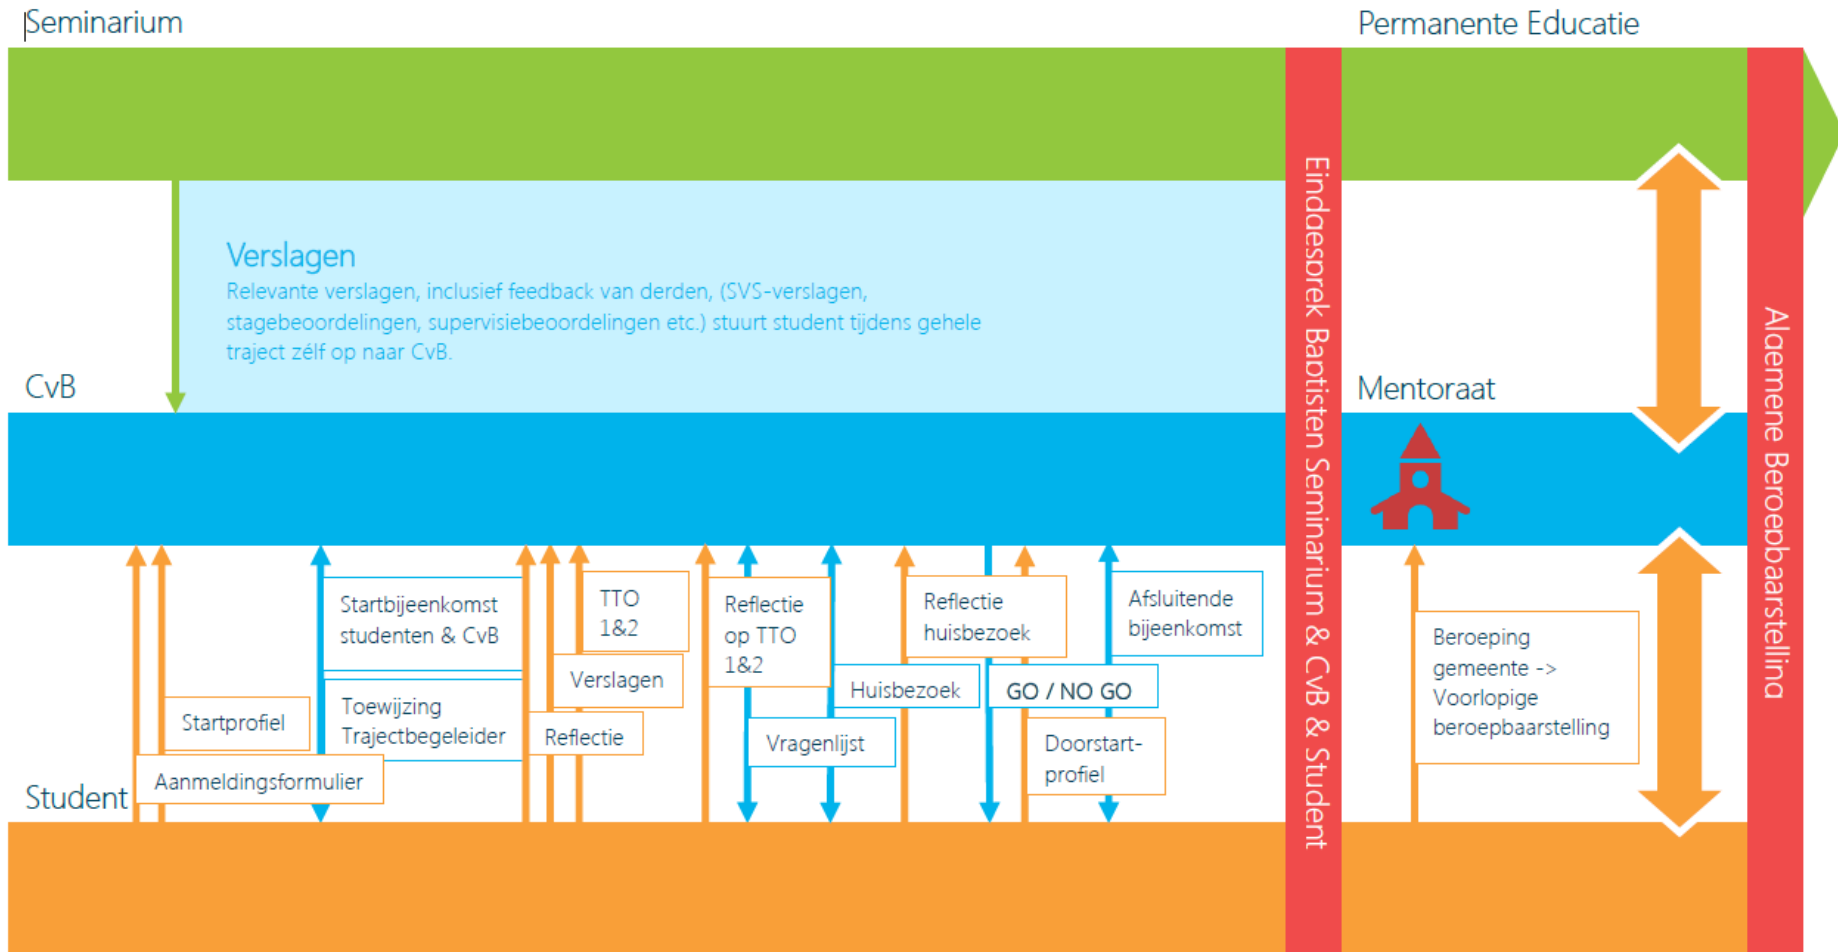 Seminarium
Permanente Educatie
Verslagen
Relevante verslagen, inclusief feedback van derden, (SVS-verslagen,
stagebeoordelingen, supervisiebeoordelingen etc.) stuurt student tijdens gehele
traject zélf op naar CvB.
CvB
Mentoraat
Eindgesprek Baptisten Seminarium & CvB & Student
Algemene Beroepbaarstelling
Startbijeenkomst
studenten & CvB
Toewijzing
Trajectbegeleider
Startprofiel
Aanmeldingsformulier
TTO
1&2
Verslagen
Reflectie
Reflectie
op TTO
1&2
Vragenlijst
Huisbezoek
Reflectie
huisbezoek
GO / NO GO
Doorstart-
profiel
Afsluitende
bijeenkomst
Beroeping
gemeente ->
Voorlopige
beroepbaarstelling
Student